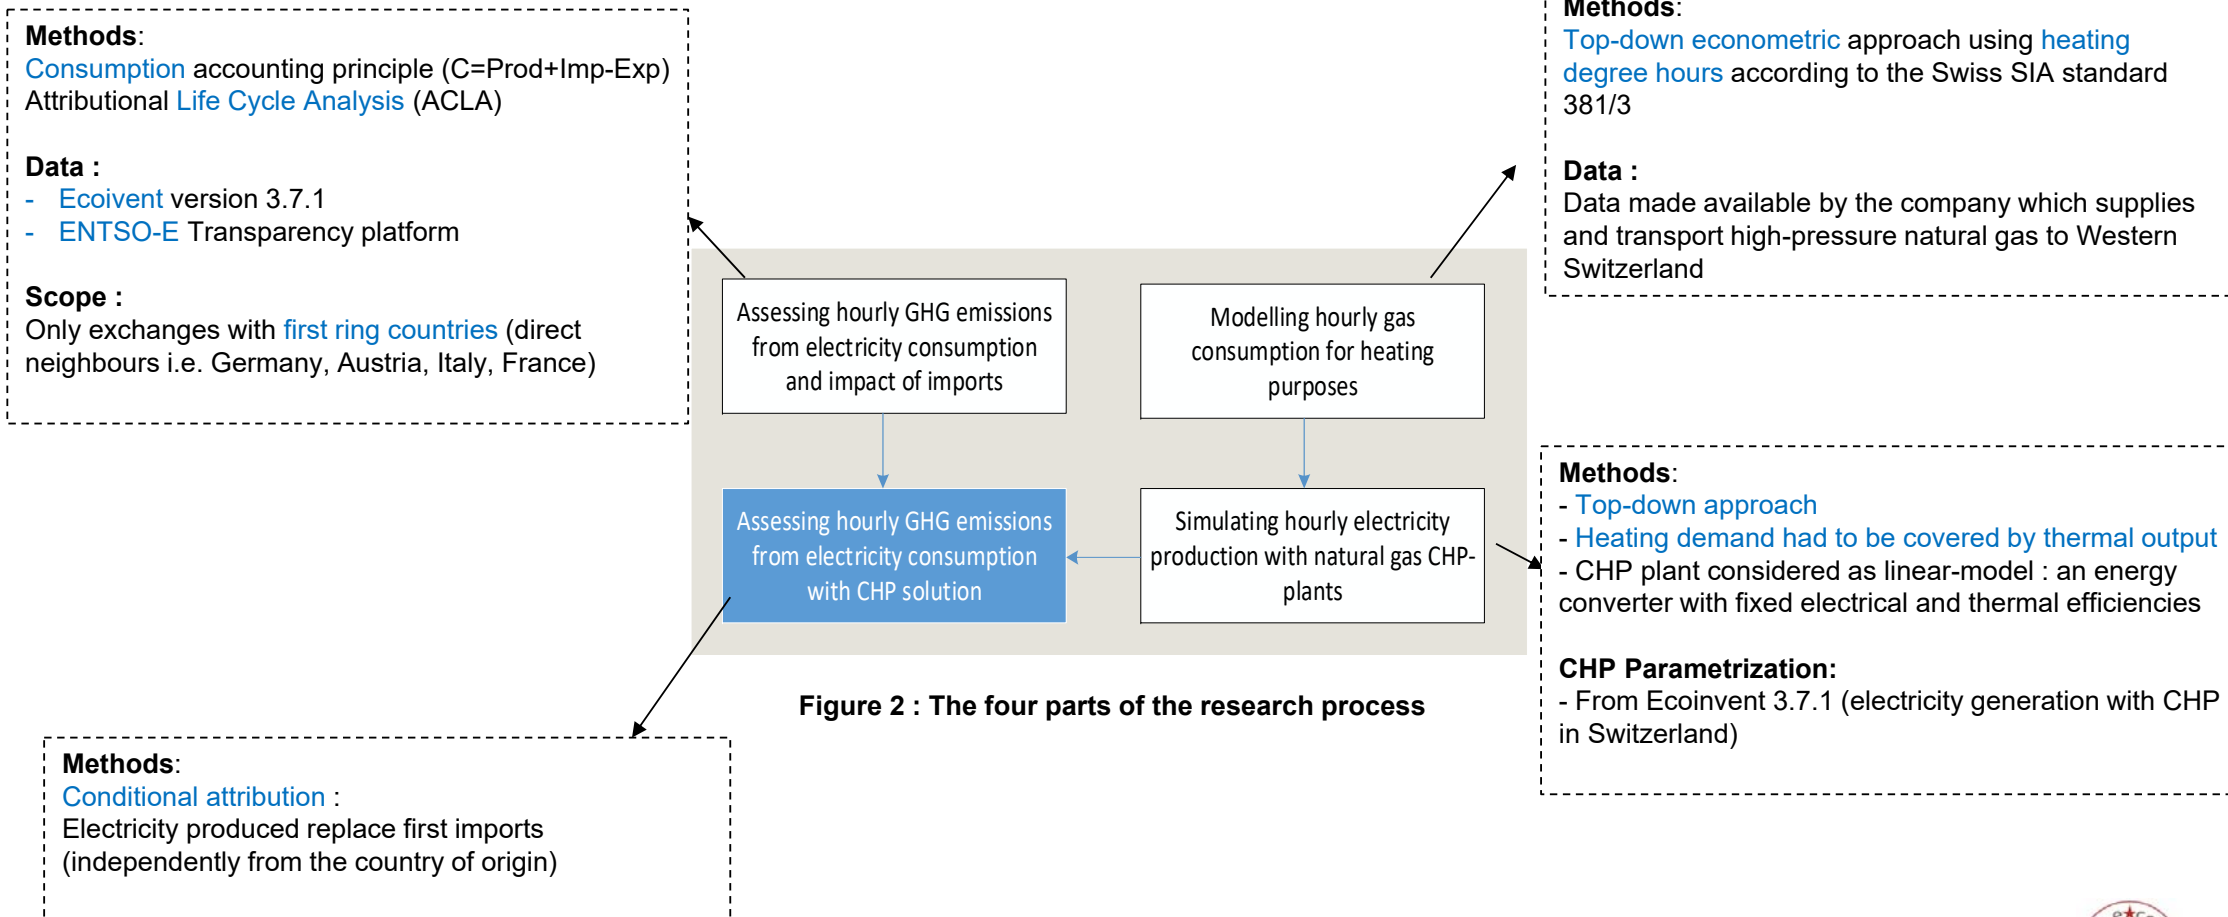 Methods:
Consumption accounting principle (C=Prod+Imp-Exp)
Attributional Life Cycle Analysis (ACLA)
Data :
- Ecoivent version 3.7.1
- ENTSO-E Transparency platform
Scope :
Only exchanges with first ring countries (direct
neighbours i.e. Germany, Austria, Italy, France)
Methods:
Top-down econometric approach using heating
degree hours according to the Swiss SIA standard
381/3
Data :
Data made available by the company which supplies
and transport high-pressure natural gas to Western
Switzerland
Assessing hourly GHG emissions
from electricity consumption
and impact of imports
Modelling hourly gas
consumption for heating
purposes
Assessing hourly GHG emissions
from electricity consumption
with CHP solution
Simulating hourly electricity
production with natural gas CHP-
plants
Methods:
- Top-down approach
- Heating demand had to be covered by thermal output
- CHP plant considered as linear-model : an energy
converter with fixed electrical and thermal efficiencies
CHP Parametrization:
- From Ecoinvent 3.7.1 (electricity generation with CHP
in Switzerland)
Figure 2 : The four parts of the research process
Methods:
Conditional attribution :
Electricity produced replace first imports
(independently from the country of origin)